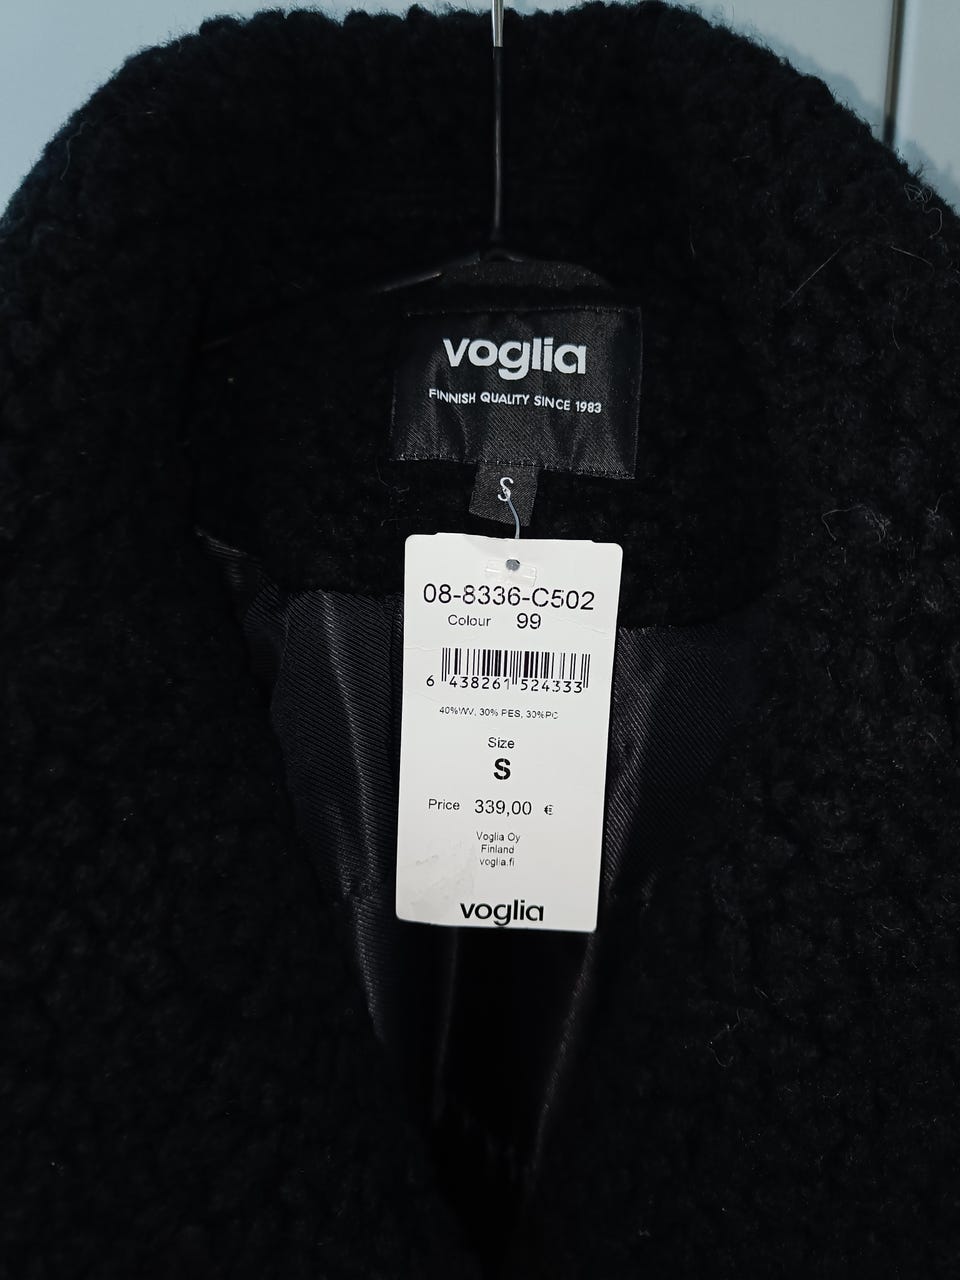 voglia
FINNISH QUALITY SINCE 1983
S
08-8336-C502
Colour 99
6 438261 524333
40%WV, 30% PES, 30%PC
Size
S
Price 339,00 €
Voglia Oy
Finland
voglia.fi
voglia